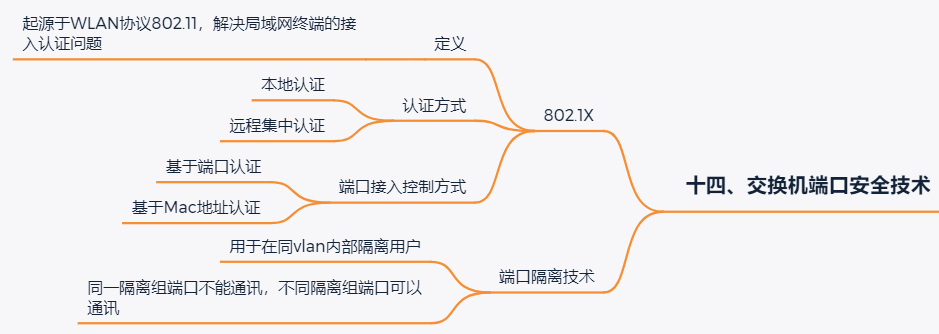 起源于WLAN协议802.11，解决局域网终端的接
入认证问题
定义
本地认证
认证方式
远程集中认证
802.1X
基于端口认证
端口接入控制方式
基于Mac地址认证
十四、交换机端口安全技术
用于在同vlan内部隔离用户
端口隔离技术
同一隔离组端口不能通讯，不同隔离组端口可以
通讯